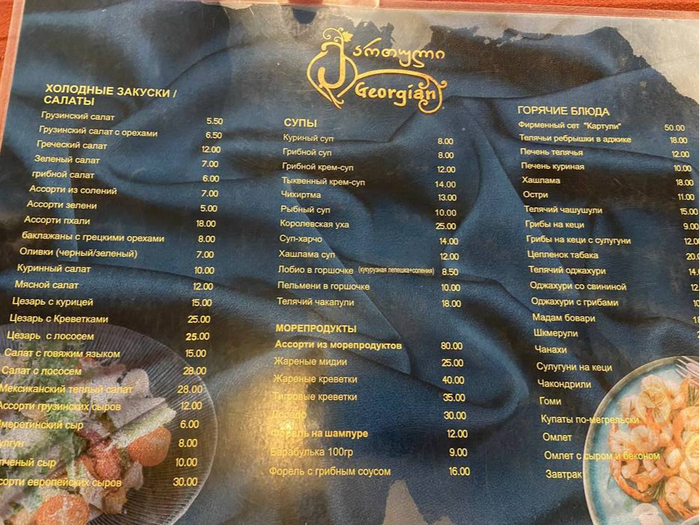 ქართული
Georgian
ХОЛОДНЫЕ ЗАКУСКИ /
САЛАТЫ
Грузинский салат 5.50
Грузинский салат с орехами 6.50
Греческий салат 12.00
Зеленый салат 7.00
грибной салат 6.00
Ассорти из солений 7.00
Ассорти зелени 5.00
Ассорти пхали 18.00
баклажаны с грецкими орехами 8.00
Оливки (черный/зеленый) 7.00
Куринный салат 10.00
Мясной салат 12.00
Цезарь с курицей 15.00
Цезарь с Креветками 25.00
Цезарь с лососем 25.00
Салат с говяжим языком 15.00
Салат с лососем 28.00
Мексиканский теплый салат 28.00
Ассорти грузинских сыров 12.00
6.00
8.00
сыр 10.00
европейских сыров 30.00
СУПЫ
Куриный суп 8.00
Грибной суп 8.00
Грибной крем-суп 12.00
Тыквенный крем-суп 14.00
Чихиртма 13.00
Рыбный суп 10.00
Королевская уха 25.00
Суп-харчо 14.00
Хашлама суп 12.00
Лобио в горшочке (кукурузная лепешка+соления) 8.50
Пельмени в горшочке 10.00
Телячий чакапули 18.00
МОРЕПРОДУКТЫ
Ассорти из морепродуктов 80.00
Жареные мидии 25.00
Жареные креветки 40.00
Тигровые креветки 35.00
30.00
на шампуре 12.00
Барабулька 100гр 9.00
Форель с грибным соусом 16.00
ГОРЯЧИЕ БЛЮДА
Фирменный сет "Картули" 50.00
Телячьи ребрышки в аджике 18.00
Печень телячья 12.00
Печень куриная 10.00
Хашлама 18.00
Остри 11.00
Телячий чашушули
Грибы на кеци
Грибы на кеци с сулугуни
Цепленок табака
Телячий оджахури
Оджахури со свининой
Оджахури с грибами
Мадам бовари
Шкмерули
Чанахи
Сулугуни на кеци
Чакондрили
Гоми
Купаты по-мегрельски
Омлет
Омлет с сыром и беконом
Завтрак